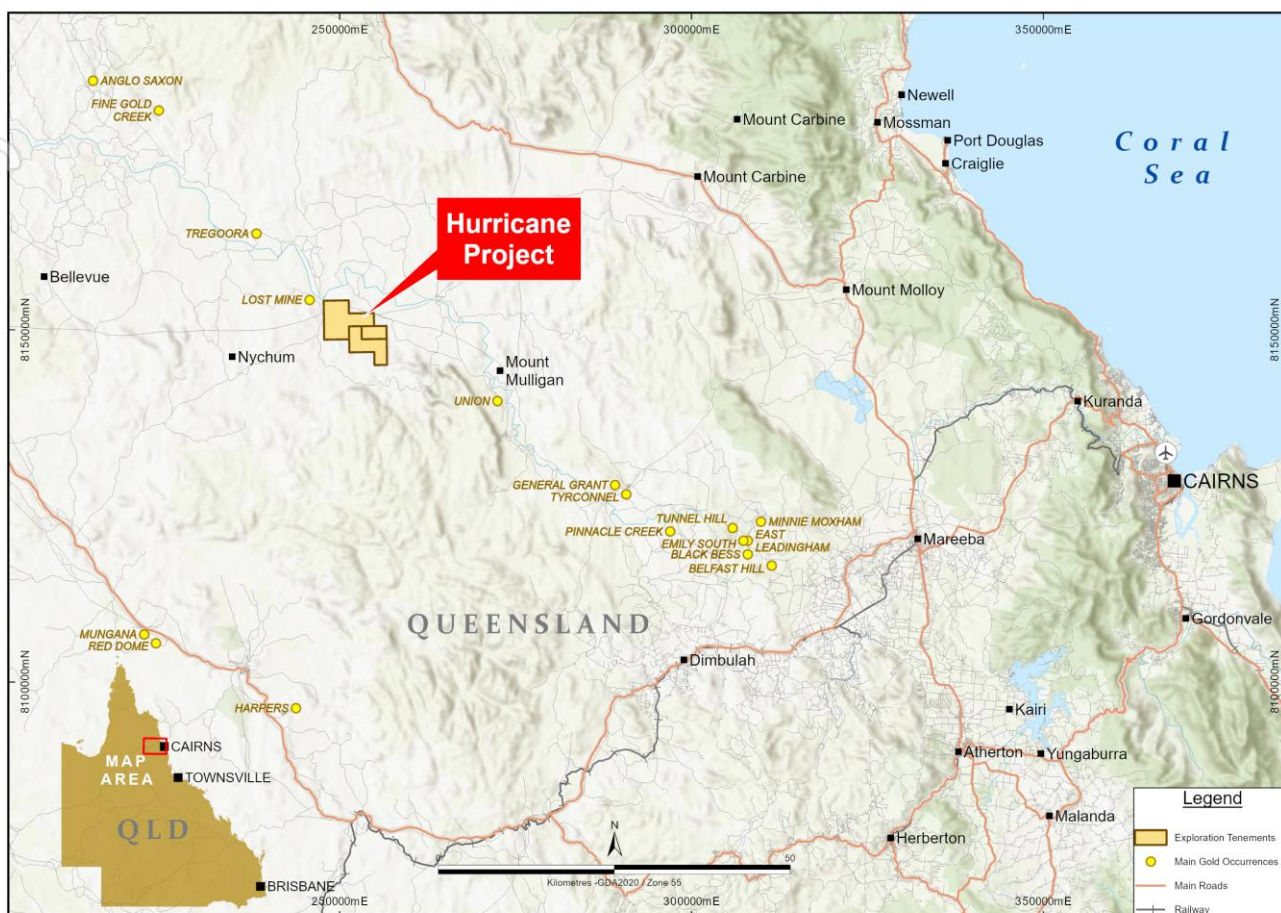 250000mE
300000mE
350000mE
ANGLO SAXON
FINE GOLD
CREEK
Newell
Mount Carbine
Mossman
Port Douglas
Craiglie
Coral
Sea
Mount Carbine
Hurricane
Project
TREGOORA
Bellevue
LOST MINE
Mount Molloy
8150000mN
8150000mN
Nychum
Mount
Mulligan
UNION
Kuranda
GENERAL GRANT
TYRCONNEL
CAIRNS
TUNNEL HILL
MINNIE MOXHAM
PINNACLE CREEK
EAST
LEADINGHAM
EMILY SOUTH
BLACK BESS
BELFAST HILL
Mareeba
QUEENSLAND
Gordonvale
MUNGANA
RED DOME
Dimbulah
8100000mN
8100000mN
HARPERS
Kairi
CAIRNS
MAP
AREA
TOWNSVILLE
Atherton
Yungaburra
QLD
Malanda
Herberton
BRISBANE
N
0
50
Kilometres -GDA2020 / Zone 55
Legend
Exploration Tenements
Main Gold Occurrences
Main Roads
Railway
250000mE
300000mE
350000mE